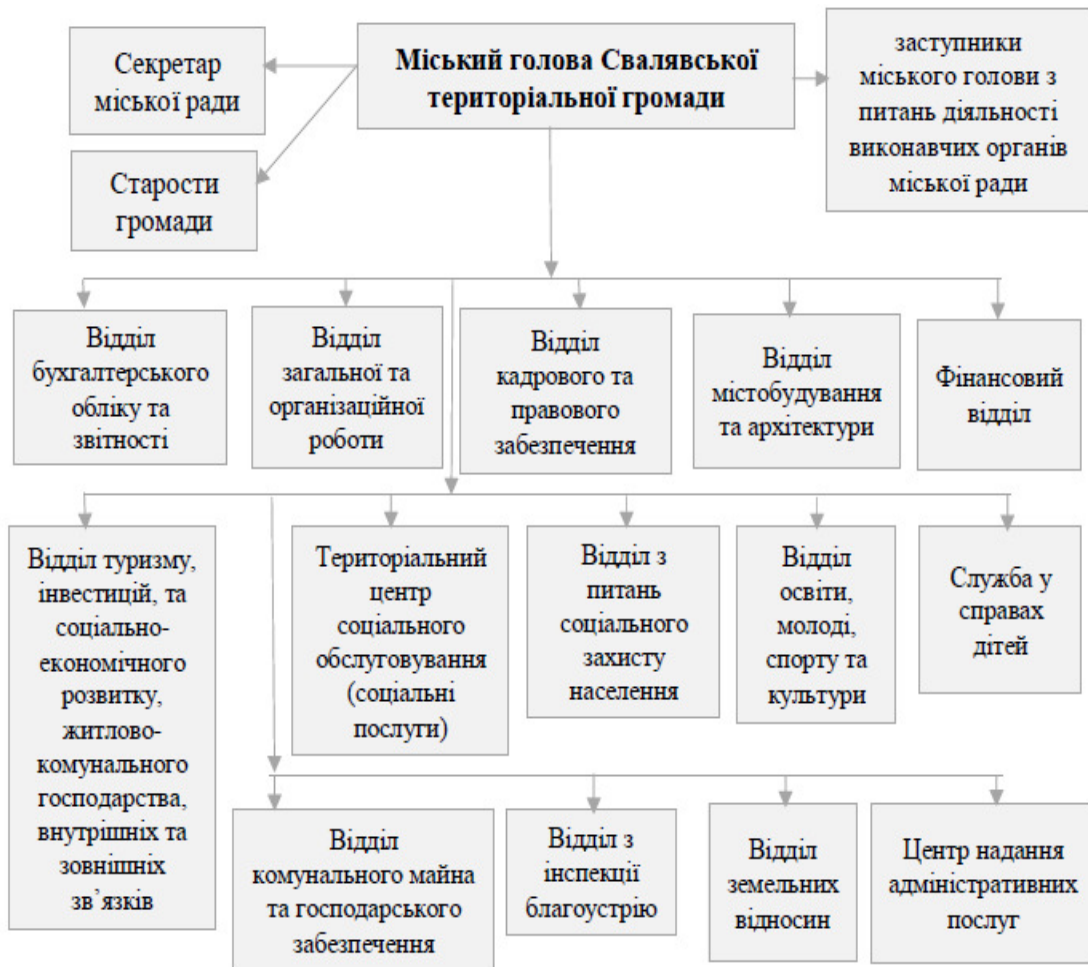 Секретар
міської ради
Міський голова Свалявської
територіальної громади
заступники
міського голови з
питань діяльності
виконавчих органів
міської ради
Старости
громади
Відділ
бухгалтерського
обліку та
звітності
Відділ
загальної та
організаційної
роботи
Відділ
кадрового та
правового
забезпечення
Відділ
містобудування
та архітектури
Фінансовий
відділ
Відділ туризму,
інвестицій, та
соціально-
економічного
розвитку,
житлово-
комунального
господарства,
внутрішніх та
зовнішніх
зв’язків
Територіальний
центр
соціального
обслуговування
(соціальні
послуги)
Відділ з
питань
соціального
захисту
населення
Відділ
освіти,
молоді,
спорту та
культури
Служба у
справах
дітей
Відділ
комунального майна
та господарського
забезпечення
Відділ з
інспекції
благоустрію
Відділ
земельних
відносин
Центр надання
адміністративних
послуг